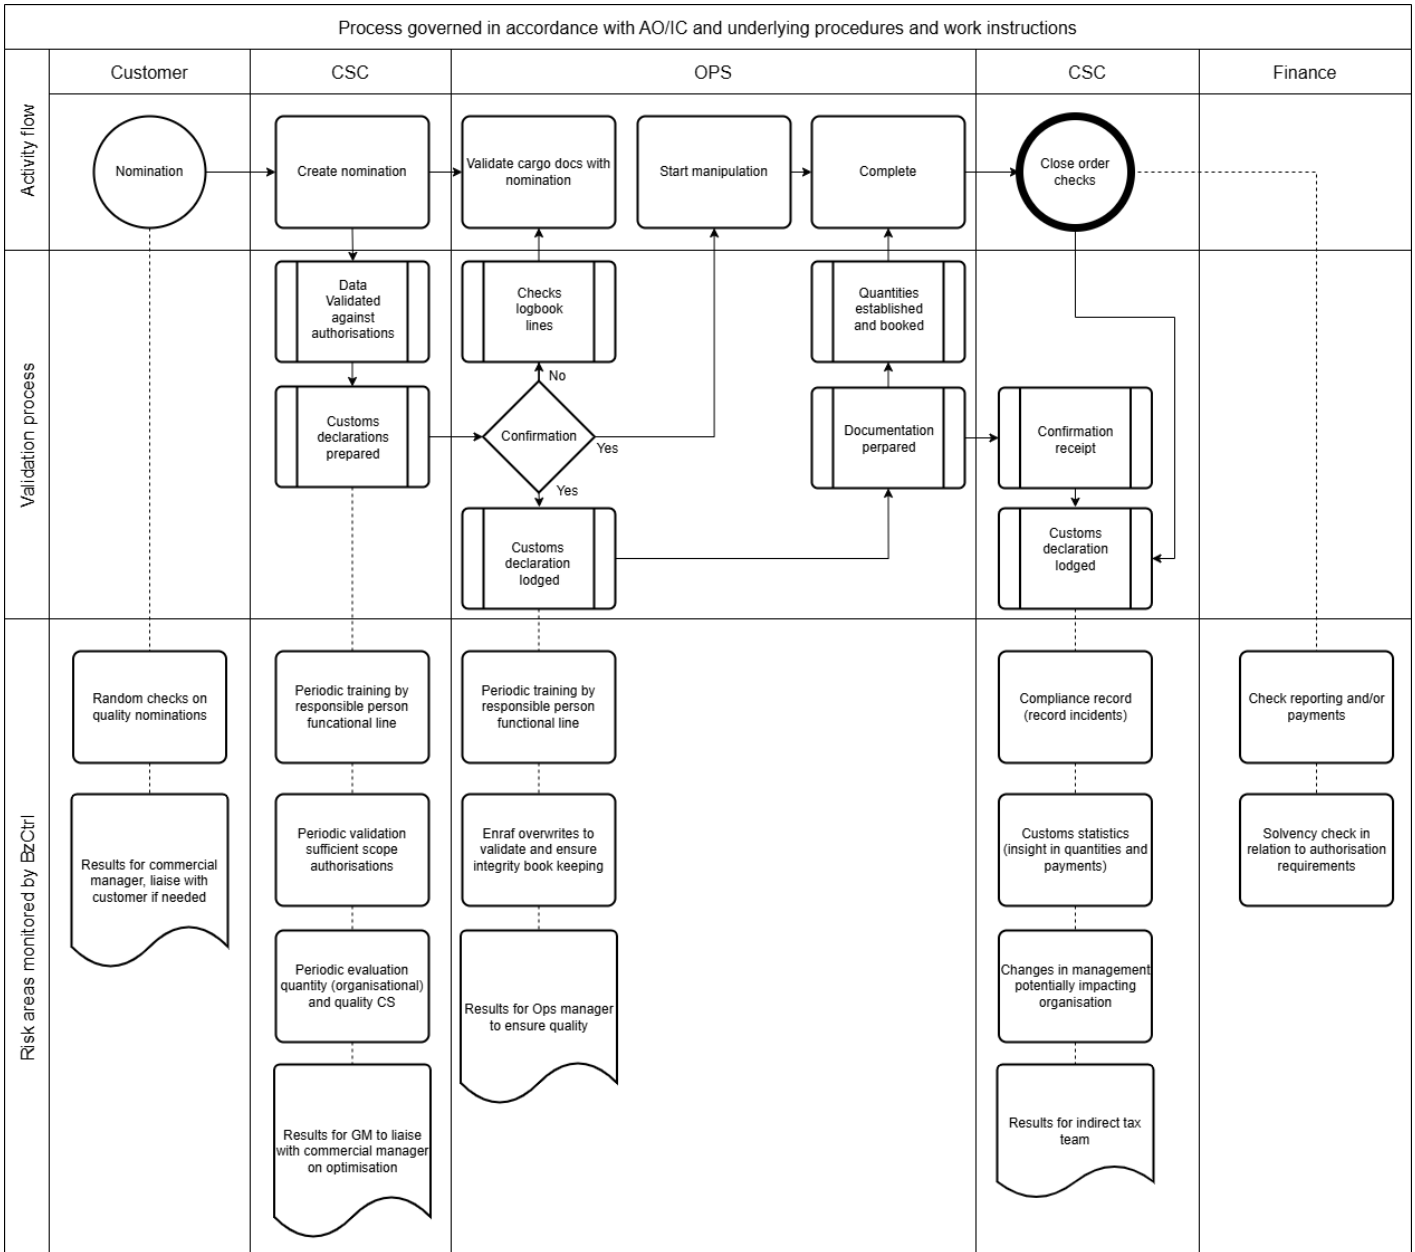 Process governed in accordance with AO/IC and underlying procedures and work instructions
Customer
CSC
OPS
CSC
Finance
Activity flow
Nomination
Create nomination
Validate cargo docs with
nomination
Start manipulation
Complete
Close order
checks
Validation process
Data
Validated
against
authorisations
Checks
logbook
lines
Quantities
established
and booked
No
Customs
declarations
prepared
Confirmation
Yes
Yes
Documentation
perpared
Confirmation
receipt
Customs
declaration
lodged
Customs
declaration
lodged
Risk areas monitored by BzCtrl
Random checks on
quality nominations
Periodic training by
responsible person
funcational line
Periodic training by
responsible person
functional line
Compliance record
(record incidents)
Check reporting and/or
payments
Results for commercial
manager, liaise with
customer if needed
Periodic validation
sufficient scope
authorisations
Enraf overwrites to
validate and ensure
integrity book keeping
Customs statistics
(insight in quantities and
payments)
Solvency check in
relation to authorisation
requirements
Periodic evaluation
quantity (organisational)
and quality CS
Results for Ops manager
to ensure quality
Changes in management
potentially impacting
organisation
Results for GM to liaise
with commercial manager
on optimisation
Results for indirect tax
team